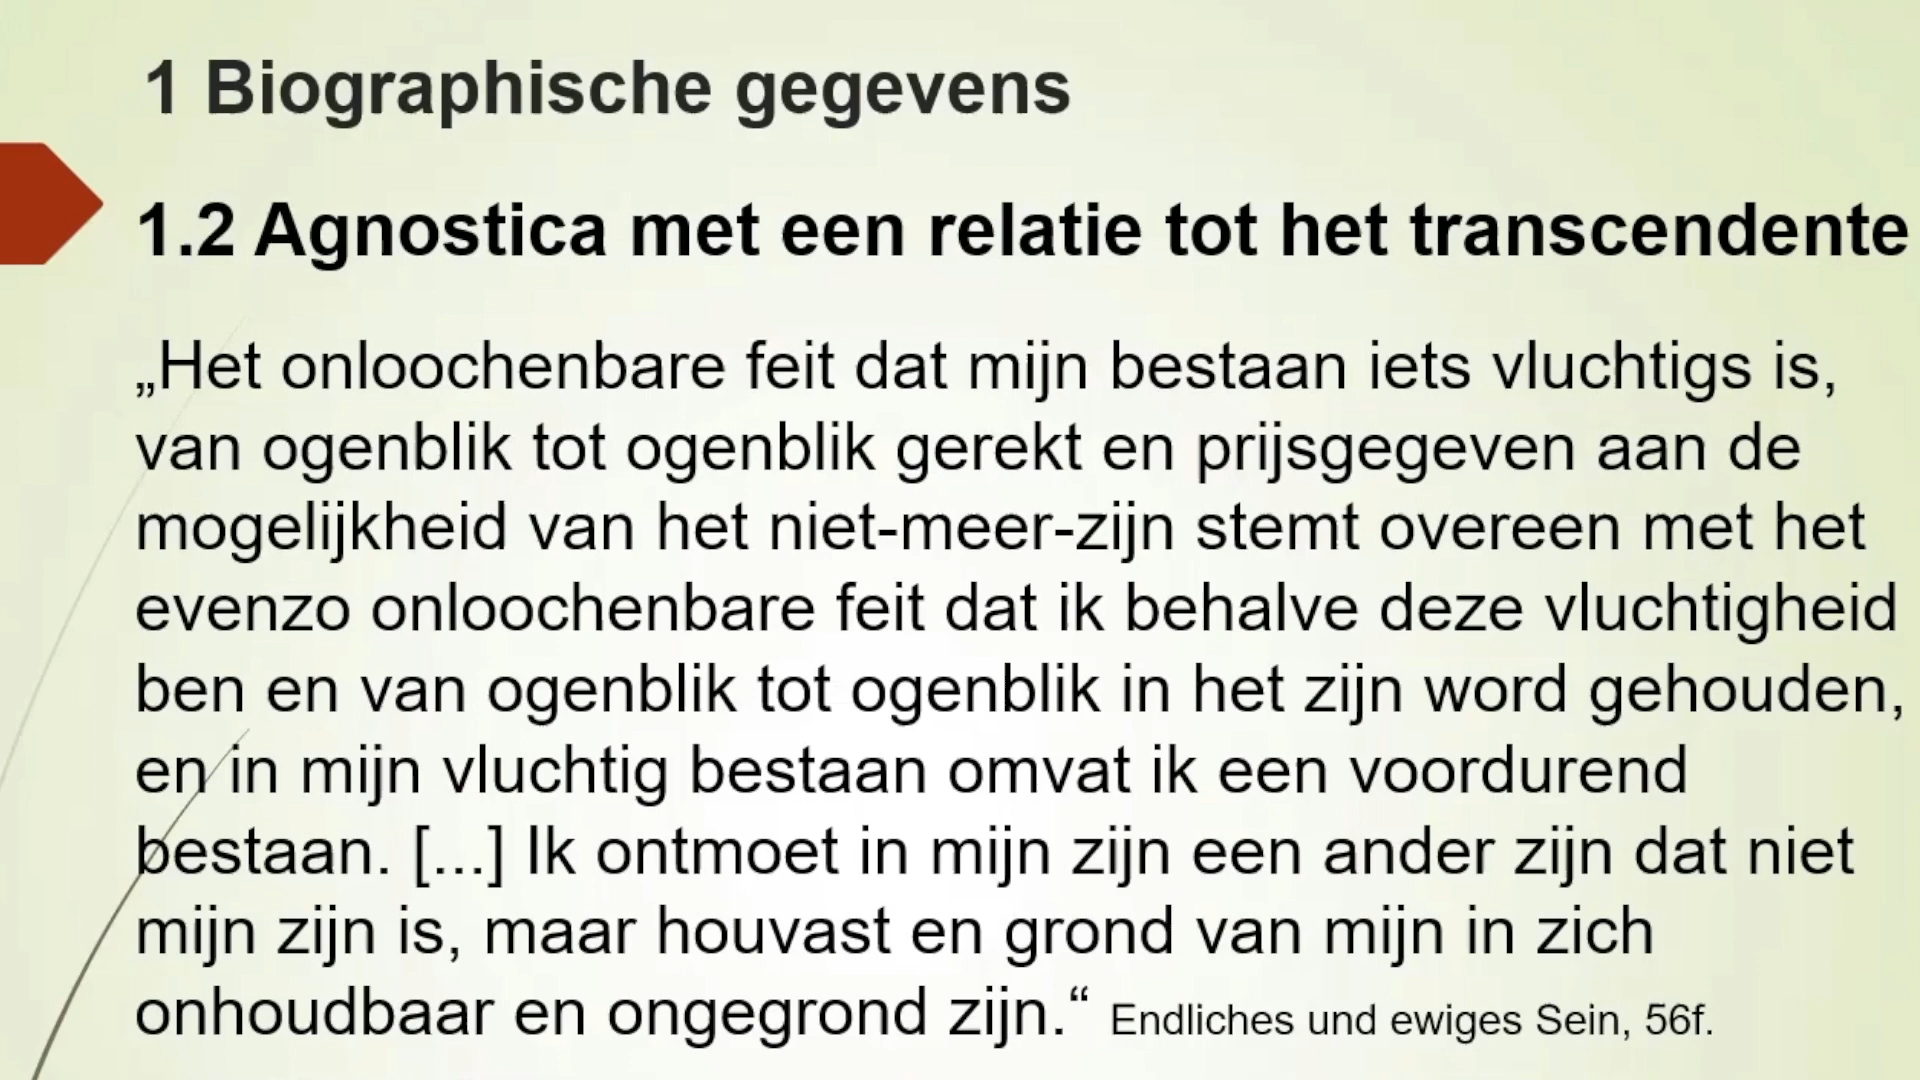 1 Biographische gegevens
1.2 Agnostica met een relatie tot het transcendente
„Het onloochenbare feit dat mijn bestaan iets vluchtigs is,
van ogenblik tot ogenblik gerekt en prijsgegeven aan de
mogelijkheid van het niet-meer-zijn stemt overeen met het
evenzo onloochenbare feit dat ik behalve deze vluchtigheid
ben en van ogenblik tot ogenblik in het zijn word gehouden,
en in mijn vluchtig bestaan omvat ik een voordurend
bestaan. [...] Ik ontmoet in mijn zijn een ander zijn dat niet
mijn zijn is, maar houvast en grond van mijn in zich
onhoudbaar en ongegrond zijn.“ Endliches und ewiges Sein, 56f.